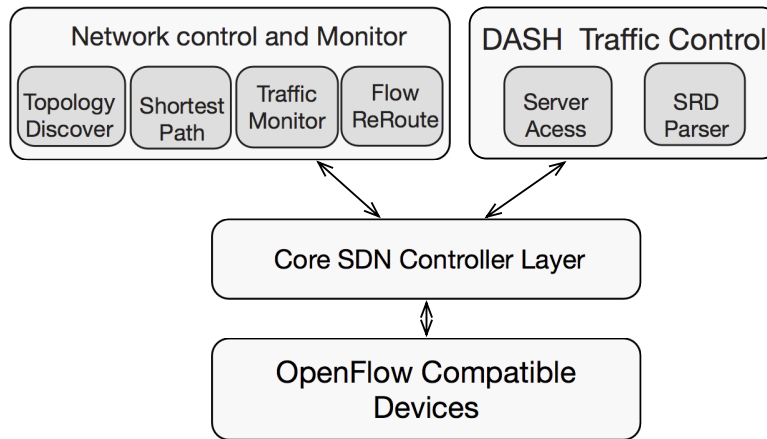 Network control and Monitor
Topology
Discover
Shortest
Path
Traffic
Monitor
Flow
ReRoute
DASH Traffic Control
Server
Acess
SRD
Parser
Core SDN Controller Layer
OpenFlow Compatible
Devices